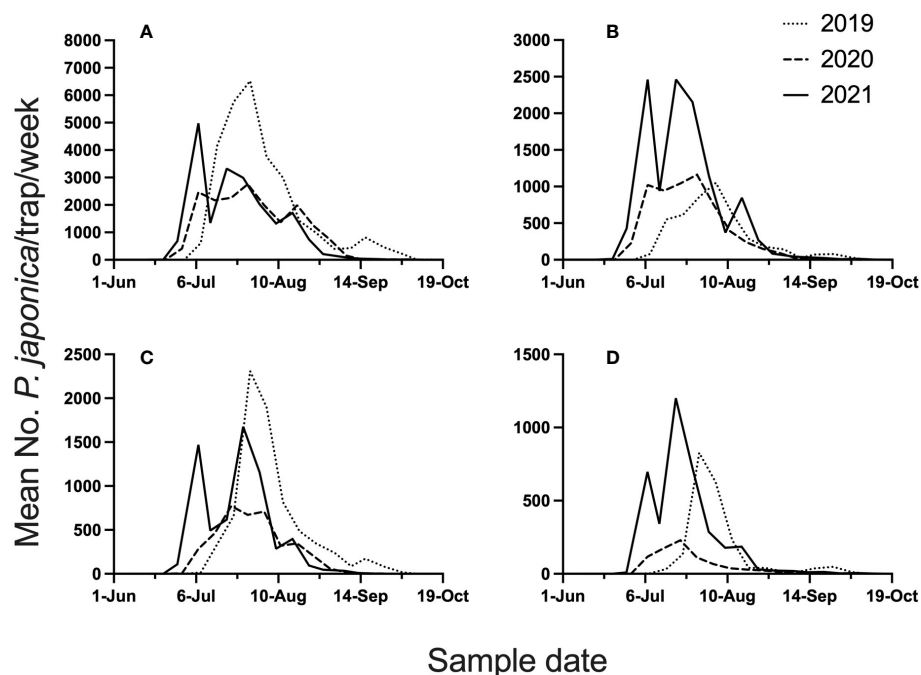 A
B
2019
2020
2021
8000
7000
6000
5000
4000
3000
2000
1000
0
1-Jun 6-Jul 10-Aug 14-Sep 19-Oct
3000
2500
2000
1500
1000
500
0
1-Jun 6-Jul 10-Aug 14-Sep 19-Oct
Mean No. P. japonica/trap/week
C
2500
2000
1500
1000
500
0
1-Jun 6-Jul 10-Aug 14-Sep 19-Oct
D
1500
1000
500
0
1-Jun 6-Jul 10-Aug 14-Sep 19-Oct
Sample date